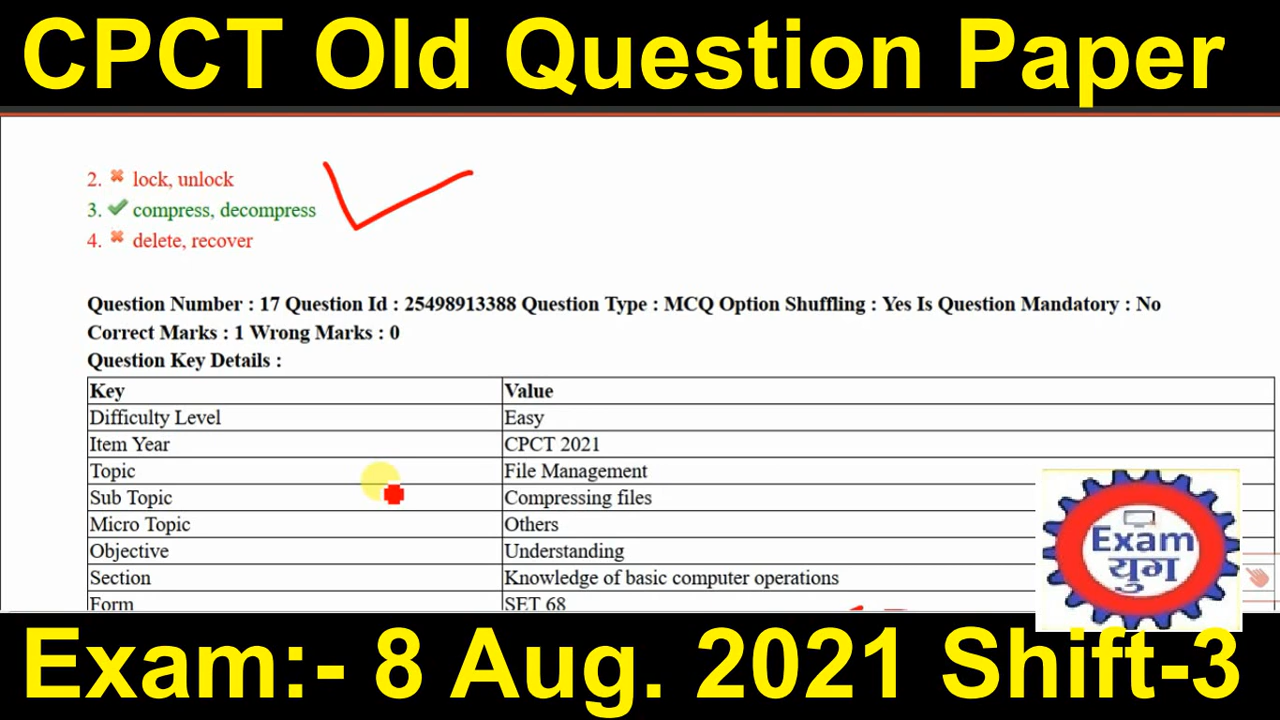 CPCT Old Question Paper
2. lock, unlock
3. compress, decompress
4. delete, recover
Question Number : 17 Question Id : 25498913388 Question Type : MCQ Option Shuffling : Yes Is Question Mandatory : No
Correct Marks : 1 Wrong Marks : 0
Question Key Details :
Key Value
Difficulty Level Easy
Item Year CPCT 2021
Topic File Management
Sub Topic Compressing files
Micro Topic Others
Objective Understanding
Section Knowledge of basic computer operations
Form SET 68
Exam
युग
Exam:- 8 Aug. 2021 Shift-3